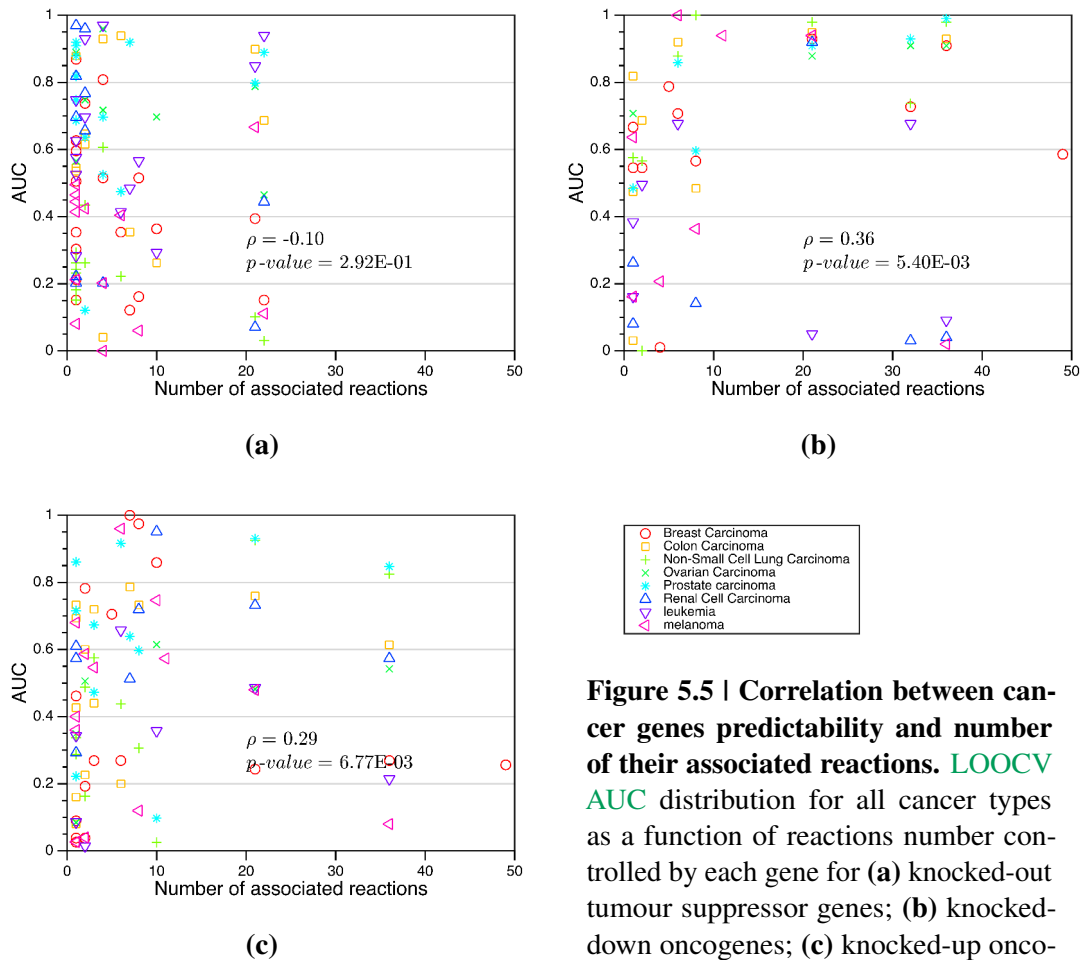 1
0.8
0.6
0.4
0.2
0
AUC
ρ = -0.10
p-value = 2.92E-01
0 10 20 30 40 50
Number of associated reactions
(a)
1
0.8
0.6
0.4
0.2
0
AUC
ρ = 0.36
p-value = 5.40E-03
0 10 20 30 40 50
Number of associated reactions
(b)
1
0.8
0.6
0.4
0.2
0
AUC
ρ = 0.29
p-value = 6.77E-03
0 10 20 30 40 50
Number of associated reactions
(c)
Breast Carcinoma
Colon Carcinoma
Non-Small Cell Lung Carcinoma
Ovarian Carcinoma
Prostate carcinoma
Renal Cell Carcinoma
leukemia
melanoma
Figure 5.5 | Correlation between can-
cer genes predictability and number
of their associated reactions. LOOCV
AUC distribution for all cancer types
as a function of reactions number con-
trolled by each gene for (a) knocked-out
tumour suppressor genes; (b) knocked-
down oncogenes; (c) knocked-up onco-